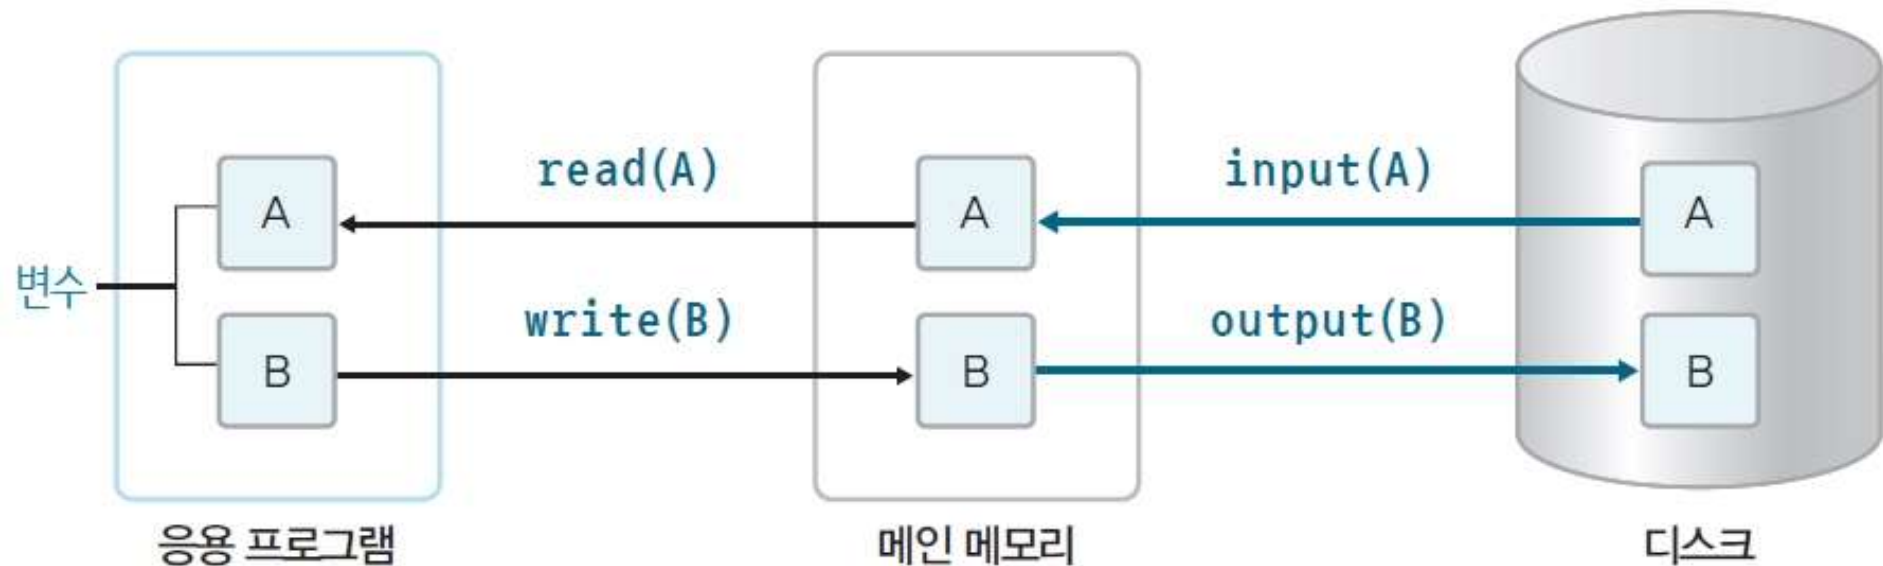 read(A)
input(A)
A
A
A
변수
write(B)
output(B)
B
B
B
응용 프로그램
메인 메모리
디스크